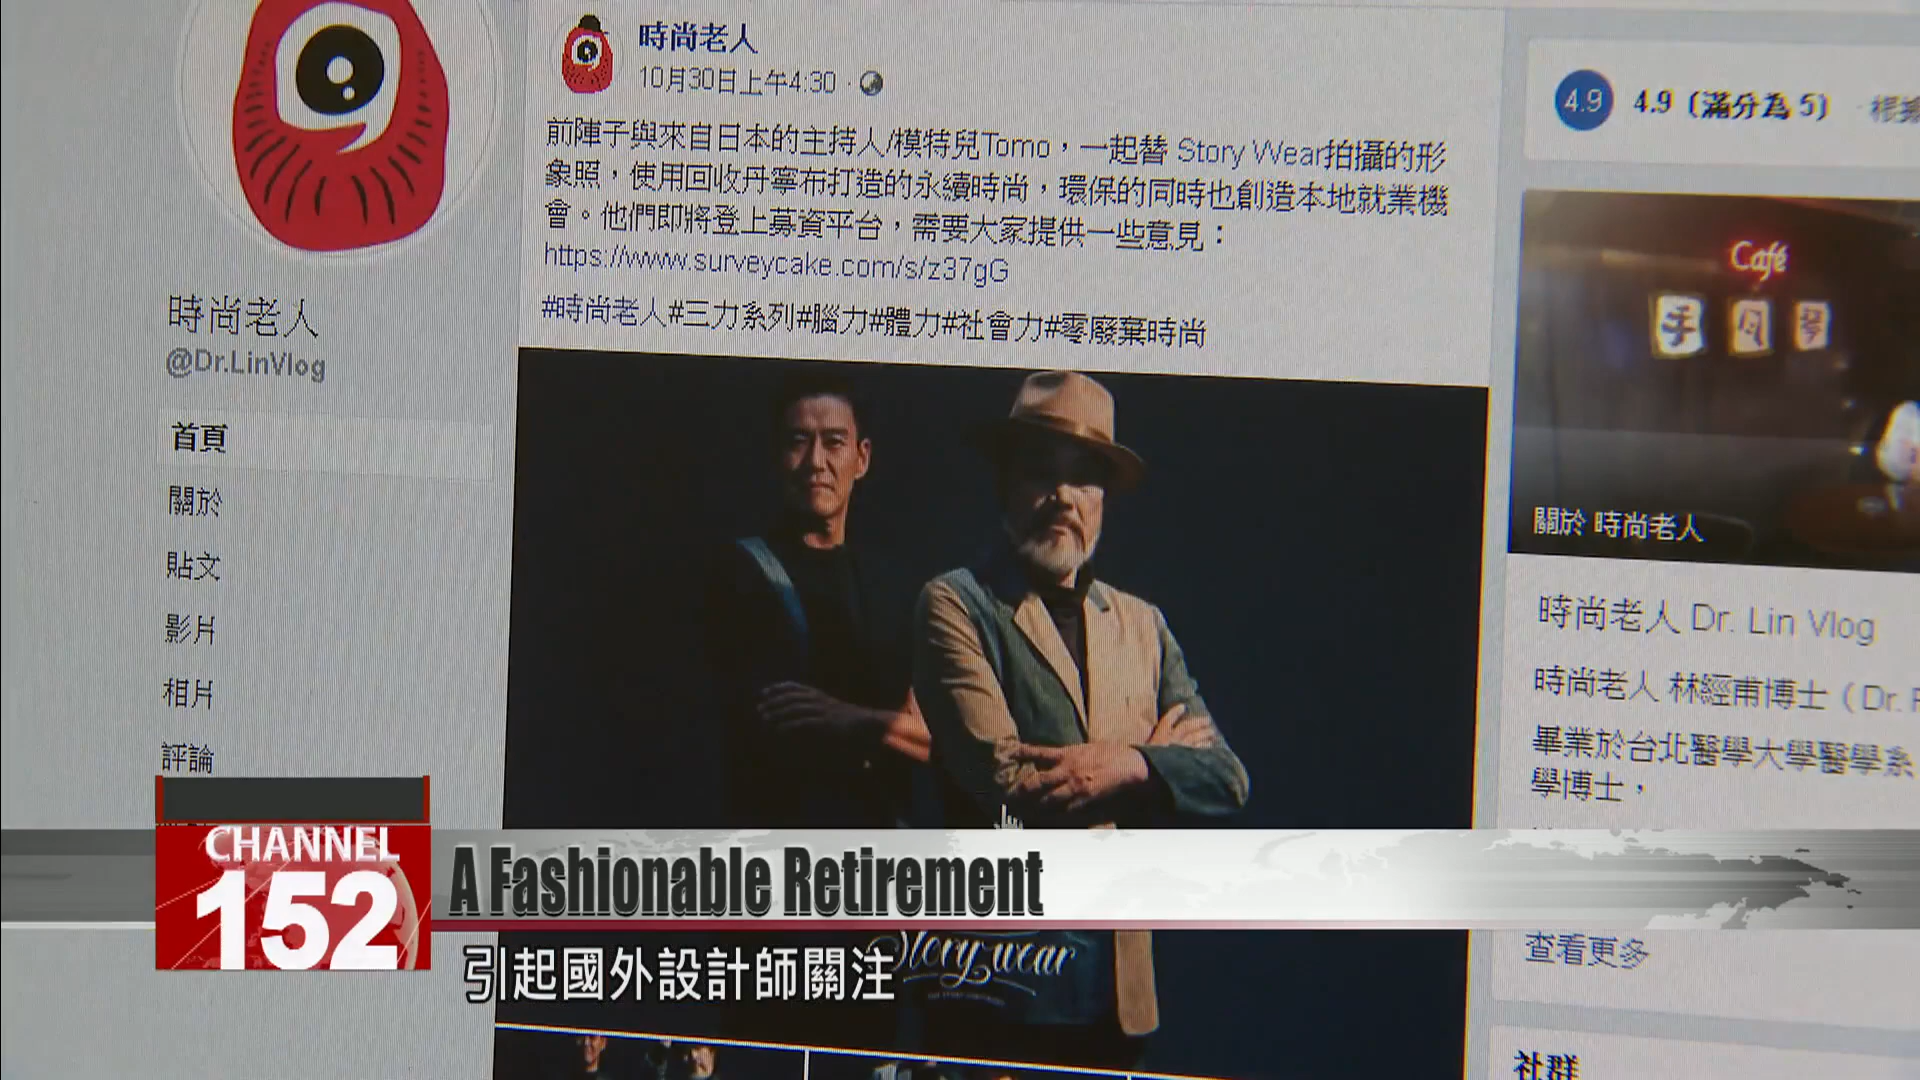 時尚老人
10月30日上午4:30
前陣子與來自日本的主持人/模特兒Tomo，一起替 Story Wear拍攝的形
象照，使用回收丹寧布打造的永續時尚，環保的同時也創造本地就業機
會。他們即將登上募資平台，需要大家提供一些意見：
https://www.surveycake.com/s/z37gG
#時尚老人#三力系列#腦力#體力#社會力#零廢棄時尚
時尚老人
@Dr.LinVlog
首頁
關於
貼文
影片
相片
評論
4.9
4.9（滿分為 5）
Café
手風琴
關於 時尚老人
時尚老人 Dr. Lin Vlog
時尚老人 林經甫博士（Dr.
畢業於台北醫學大學醫學系
學博士，
查看更多
社群
CHANNEL
152
A Fashionable Retirement
引起國外設計師關注
Story wear